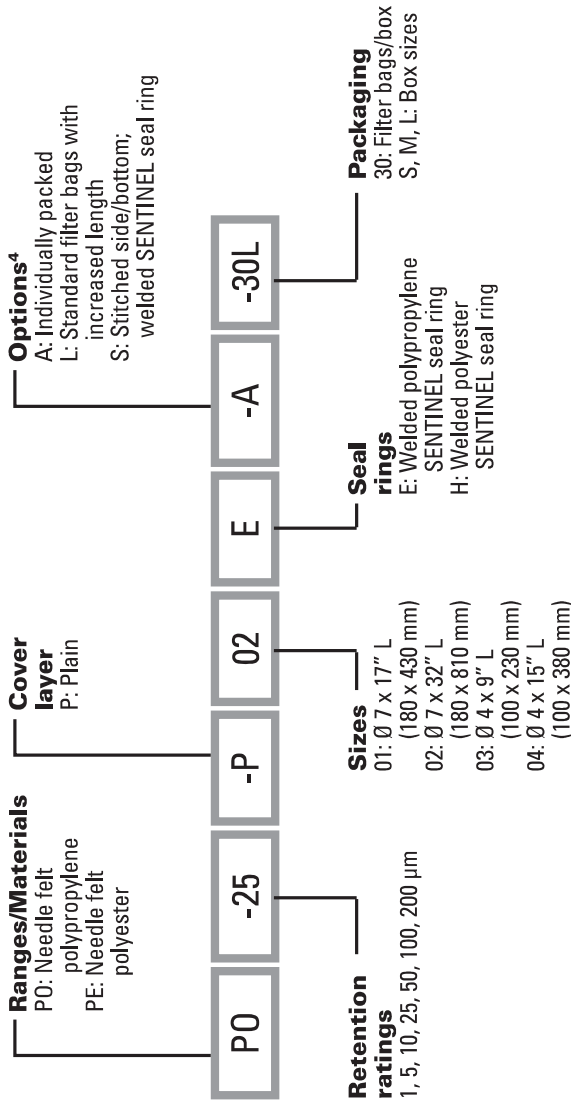 Ranges/Materials
PO: Needle felt
polypropylene
PE: Needle felt
polyester
Cover
layer
P: Plain
Options⁴
A: Individually packed
L: Standard filter bags with
increased length
S: Stitched side/bottom;
welded SENTINEL seal ring
PO
-25
-P
02
E
-A
-30L
Retention
ratings
1, 5, 10, 25, 50, 100, 200 µm
Sizes
01: Ø 7 x 17” L
(180 x 430 mm)
02: Ø 7 x 32” L
(180 x 810 mm)
03: Ø 4 x 9” L
(100 x 230 mm)
04: Ø 4 x 15” L
(100 x 380 mm)
Seal
rings
E: Welded polypropylene
SENTINEL seal ring
H: Welded polyester
SENTINEL seal ring
Packaging
30: Filter bags/box
S, M, L: Box sizes